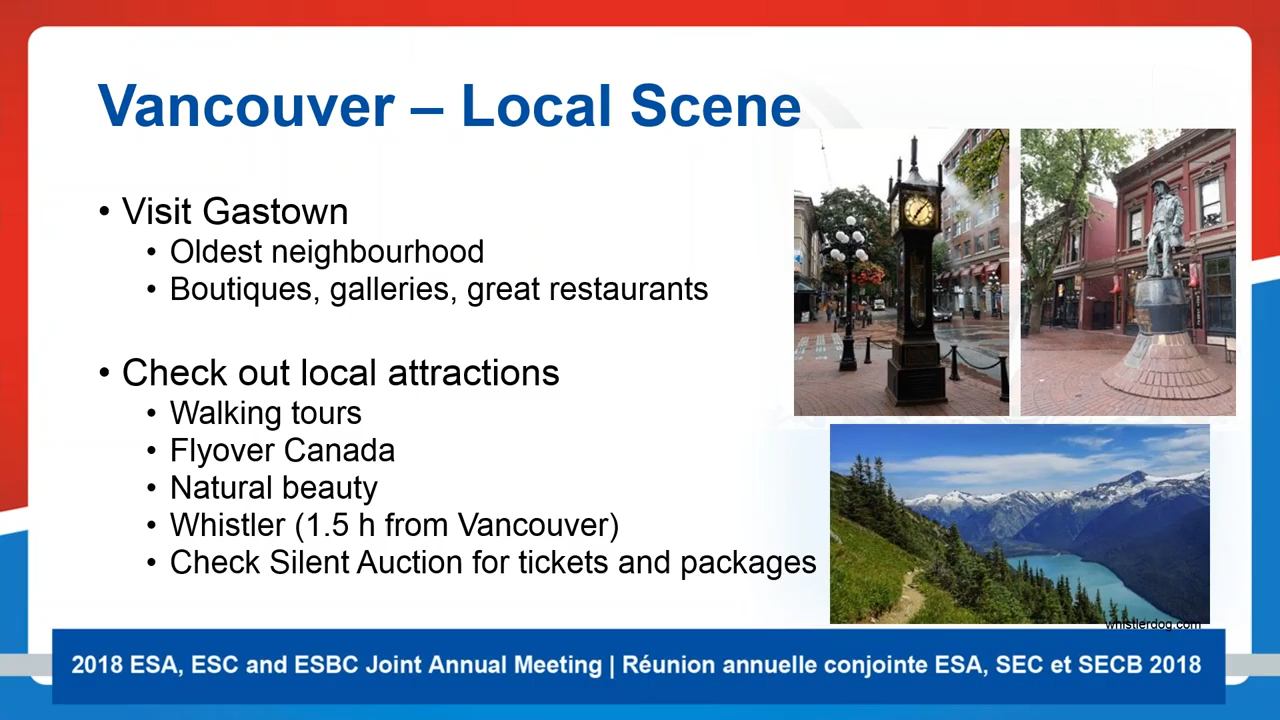 Vancouver – Local Scene
• Visit Gastown
• Oldest neighbourhood
• Boutiques, galleries, great restaurants
• Check out local attractions
• Walking tours
• Flyover Canada
• Natural beauty
• Whistler (1.5 h from Vancouver)
• Check Silent Auction for tickets and packages
whistlerdog.com
2018 ESA, ESC and ESBC Joint Annual Meeting | Réunion annuelle conjointe ESA, SEC et SECB 2018